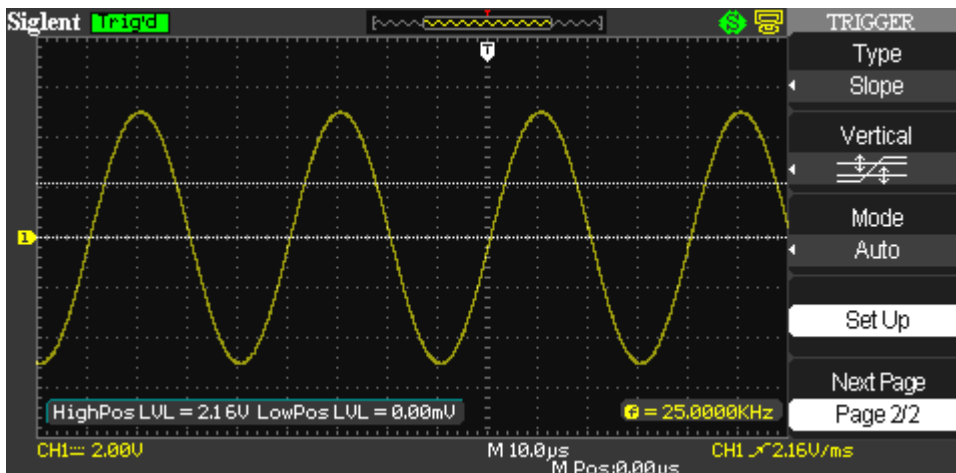 Siglent Trig'd T S TRIGGER
Type
Slope
Vertical
Mode
Auto
Set Up
Next Page
Page 2/2
T
1
HighPos LVL = 2.16V LowPos LVL = 0.00mV
f = 25.0000KHz
CH1 2.00V M 10.0µs CH1 2.16V/ms
M Pos:0.00µs